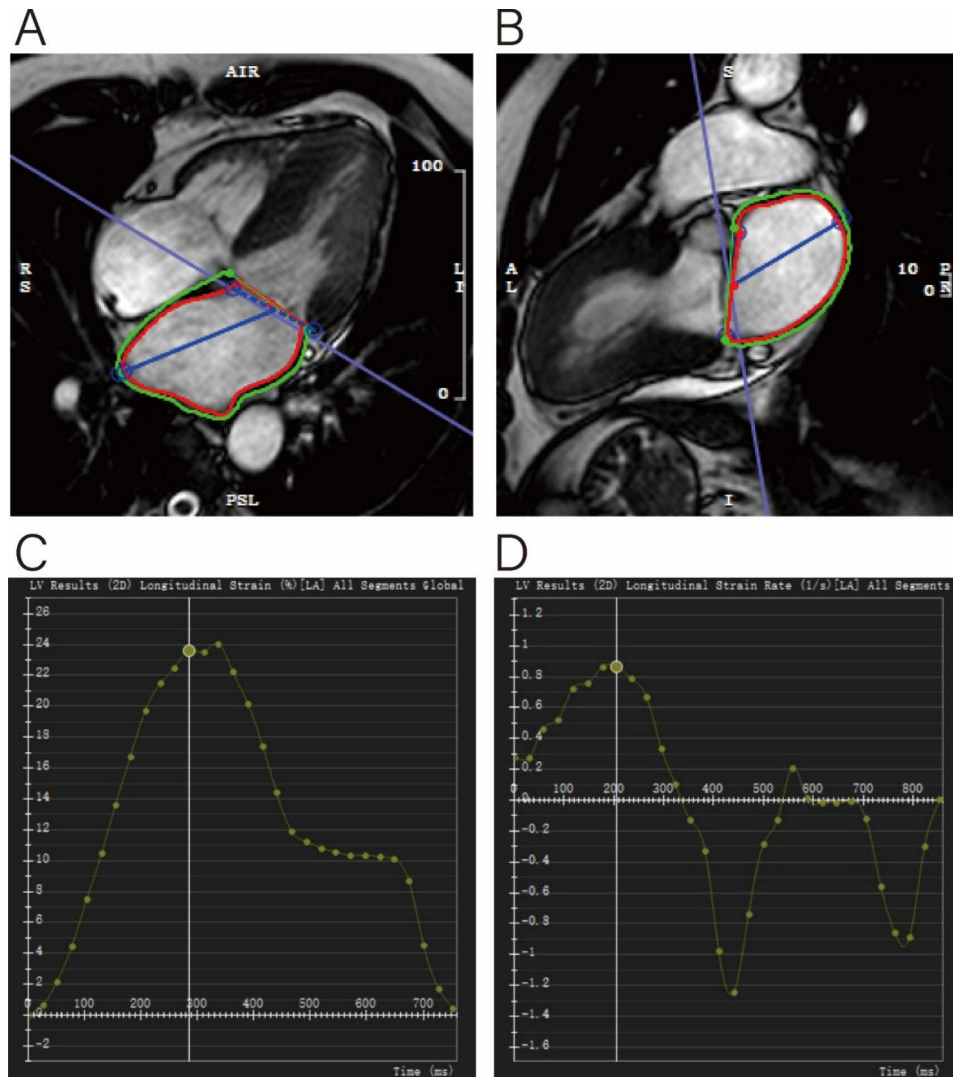 A
B
AIR
100
R
S
L
I
0
PSL
S
A
L
10
0
P
I
C
D
LV Results (2D) Longitudinal Strain (%)[LA] All Segments Global
26
24
22
20
18
16
14
12
10
8
6
4
2
0 100 200 300 400 500 600 700
-2
Time (ms)
LV Results (2D) Longitudinal Strain Rate (1/s)[LA] All Segments
1.2
1
0.8
0.6
0.4
0.2
0 100 200 300 400 500 600 700 800
-0.2
-0.4
-0.6
-0.8
-1
-1.2
-1.4
-1.6
Time (ms)